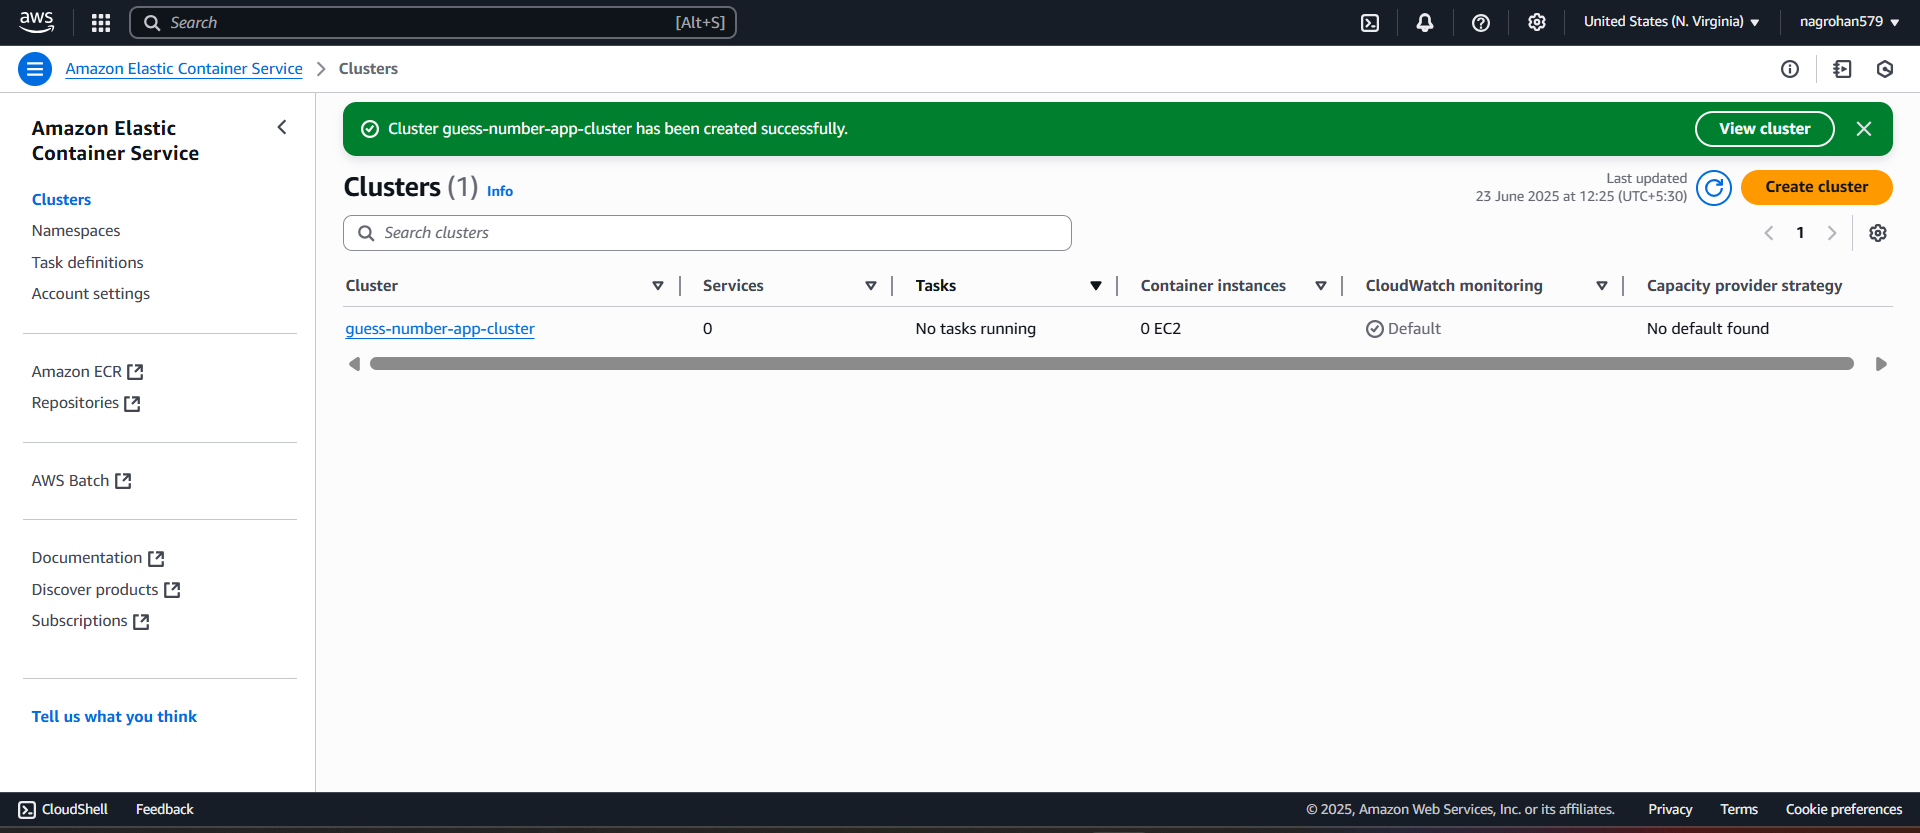 aws
Search [Alt+S]
United States (N. Virginia)
nagrohan579
Amazon Elastic Container Service
Clusters
Amazon Elastic
Container Service
Clusters
Namespaces
Task definitions
Account settings
Amazon ECR
Repositories
AWS Batch
Documentation
Discover products
Subscriptions
Tell us what you think
Cluster guess-number-app-cluster has been created successfully.
View cluster
Clusters (1) Info
Last updated
23 June 2025 at 12:25 (UTC+5:30)
Create cluster
Search clusters
1
Cluster Services Tasks Container instances CloudWatch monitoring Capacity provider strategy
guess-number-app-cluster 0 No tasks running 0 EC2 Default No default found
CloudShell Feedback
© 2025, Amazon Web Services, Inc. or its affiliates. Privacy Terms Cookie preferences